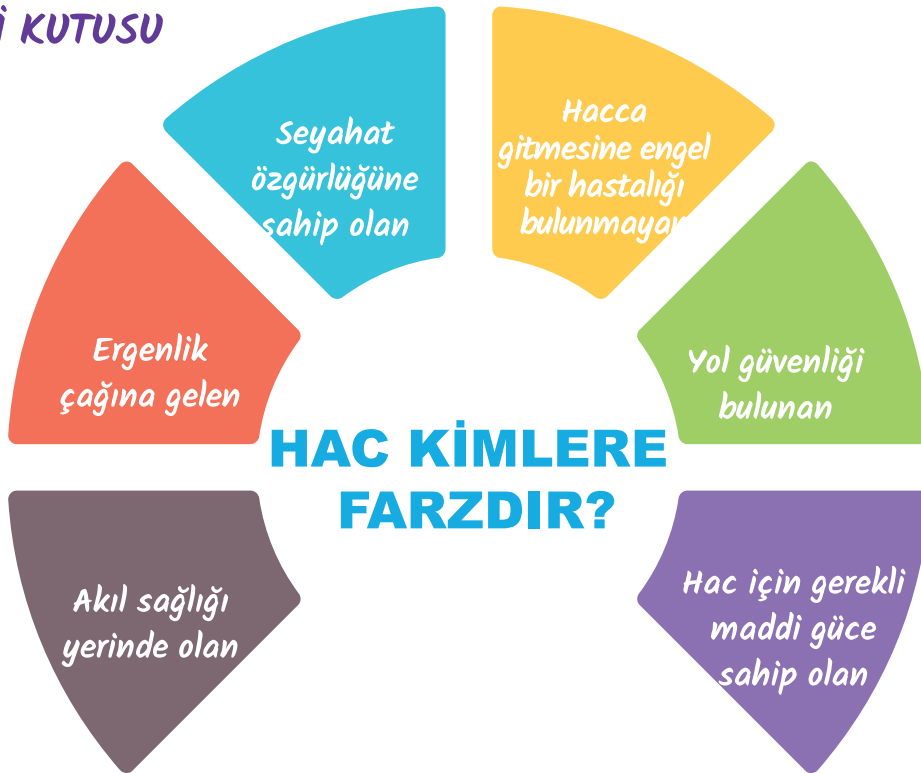 İ KUTUSU
Seyahat
özgürlüğüne
sahip olan
Hacca
gitmesine engel
bir hastalığı
bulunmayan
Ergenlik
çağına gelen
Yol güvenliği
bulunan
HAC KİMLERE
FARZDIR?
Akıl sağlığı
yerinde olan
Hac için gerekli
maddi güce
sahip olan